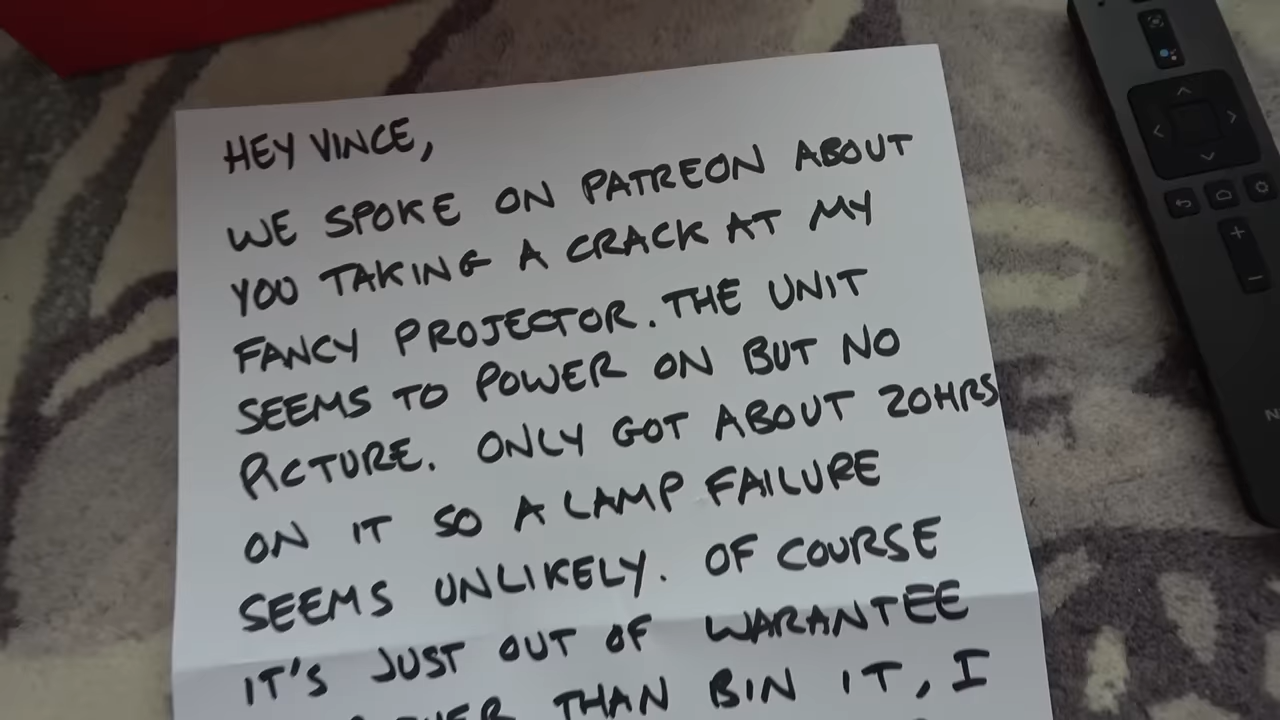 HEY VINCE,
WE SPOKE ON PATREON ABOUT
YOU TAKING A CRACK AT MY
FANCY PROJECTOR. THE UNIT
SEEMS TO POWER ON BUT NO
PICTURE. ONLY GOT ABOUT 20HRS
ON IT SO A LAMP FAILURE
SEEMS UNLIKELY. OF COURSE
IT'S JUST OUT OF WARANTEE
THAN BIN IT, I